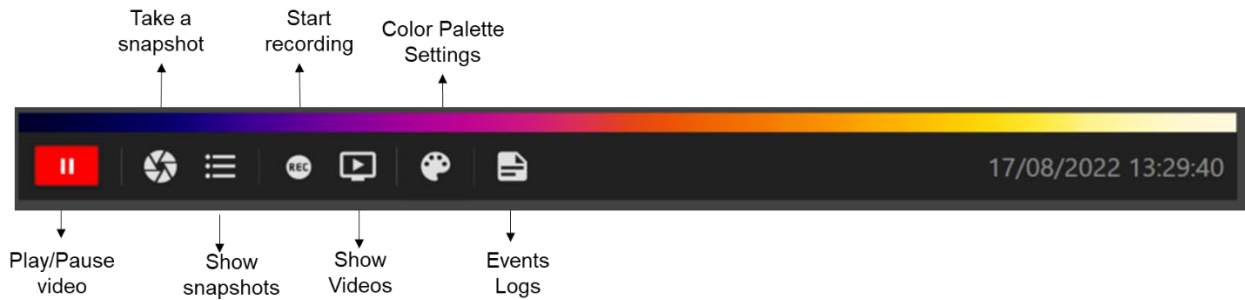 Take a
snapshot
Start
recording
Color Palette
Settings
REC
17/08/2022 13:29:40
Play/Pause
video
Show
snapshots
Show
Videos
Events
Logs